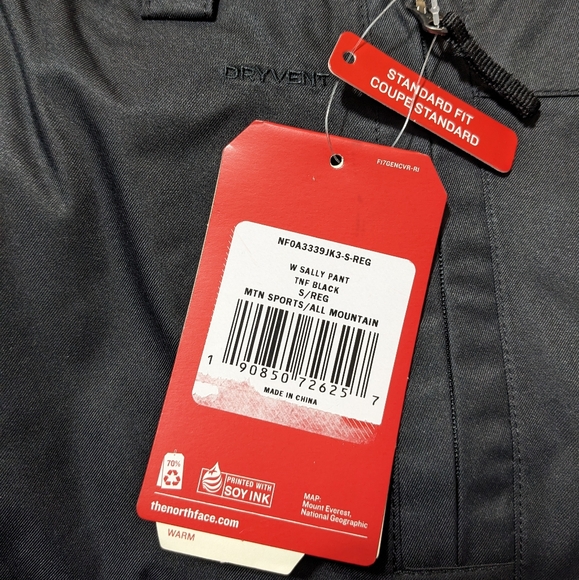 DRYVENT
STANDARD FIT
COUPE STANDARD
FI7GENCVR-RI
NF0A3339JK3-S-REG
W SALLY PANT
TNF BLACK
S/REG
MTN SPORTS/ALL MOUNTAIN
1 90850 72625 7
MADE IN CHINA
70%
PRINTED WITH
SOY INK
MAP:
Mount Everest,
National Geographic
thenorthface.com
WARM